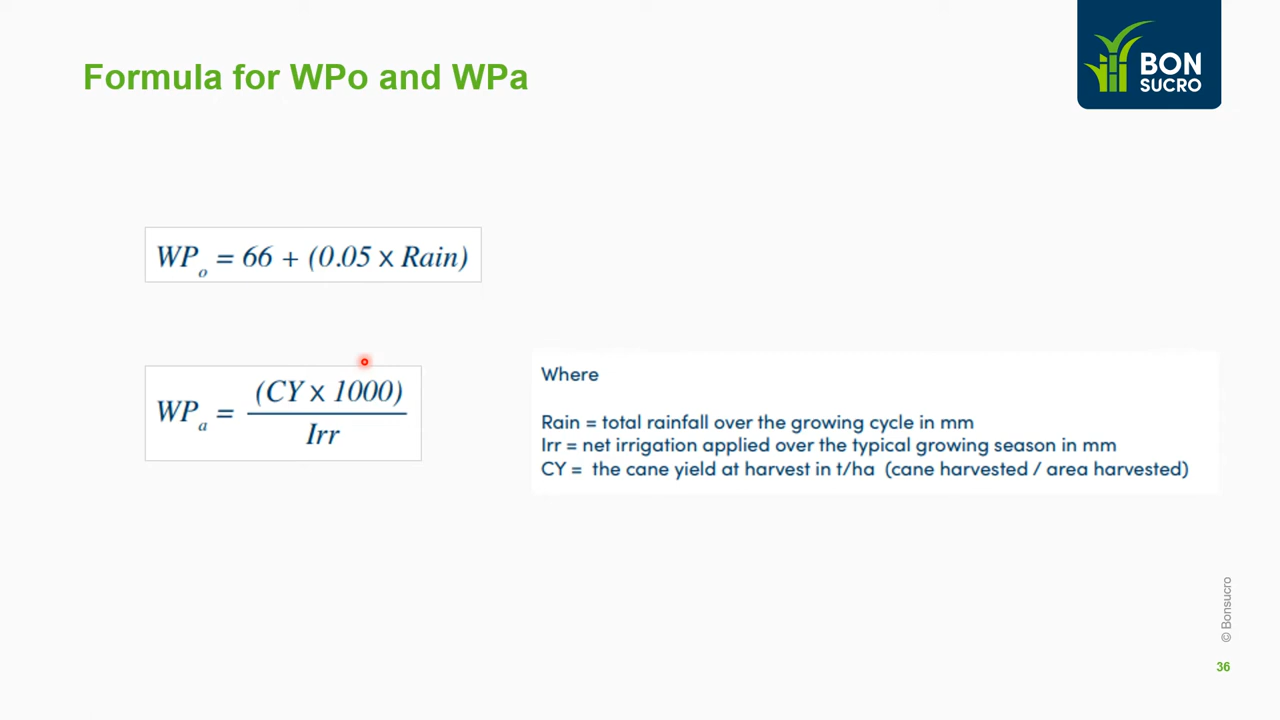 Formula for WPo and WPa
BON
SUCRO
WPo = 66 + (0.05 x Rain)
WPa = (CY x 1000)
Irr
Where
Rain = total rainfall over the growing cycle in mm
Irr = net irrigation applied over the typical growing season in mm
CY = the cane yield at harvest in t/ha (cane harvested / area harvested)
© Bonsucro
36